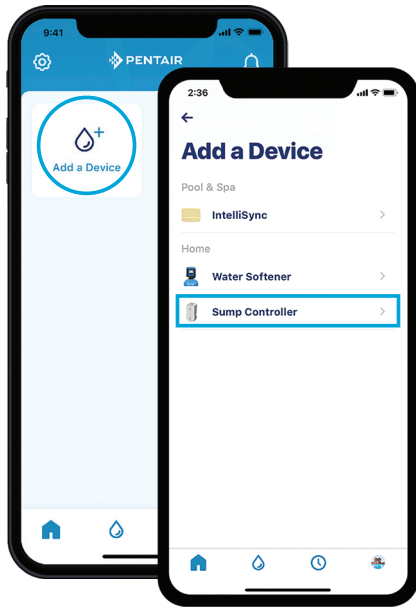 9:41
PENTAIR
Add a Device
2:36
Add a Device
Pool & Spa
IntelliSync
Home
Water Softener
Sump Controller